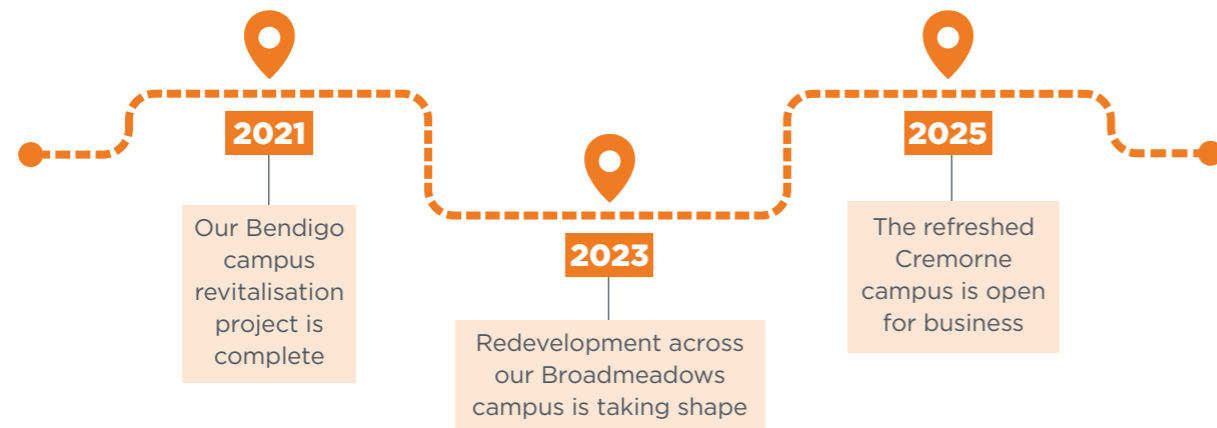 2021
Our Bendigo
campus
revitalisation
project is
complete
2023
Redevelopment across
our Broadmeadows
campus is taking shape
2025
The refreshed
Cremorne
campus is open
for business